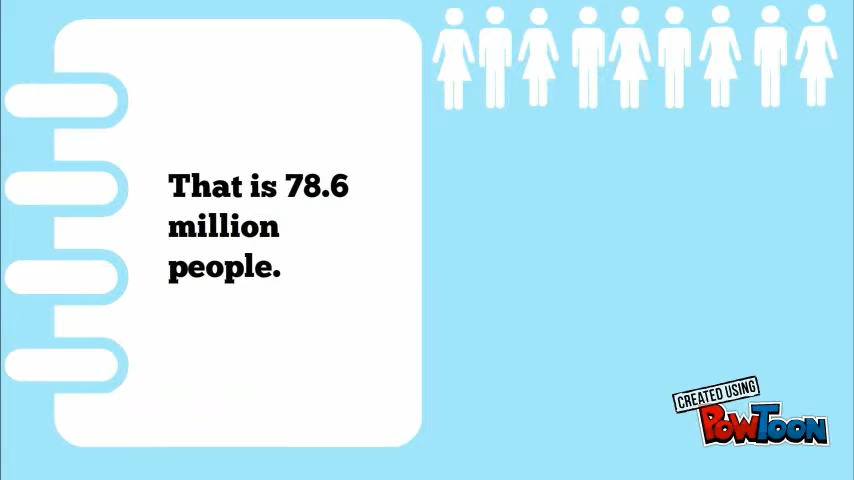 That is 78.6
million
people.
CREATED USING
POWTOON